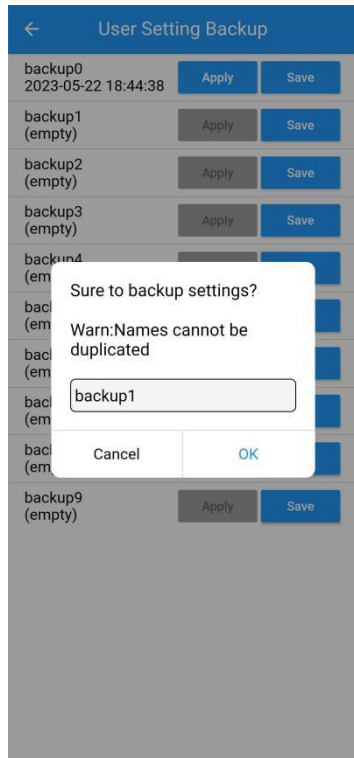 User Setting Backup
backup0
2023-05-22 18:44:38
Apply
Save
backup1
(empty)
Apply
Save
backup2
(empty)
Apply
Save
backup3
(empty)
Apply
Save
backup4
(em
Sure to backup settings?
Warn:Names cannot be
duplicated
backup1
Cancel
OK
backup9
(empty)
Apply
Save